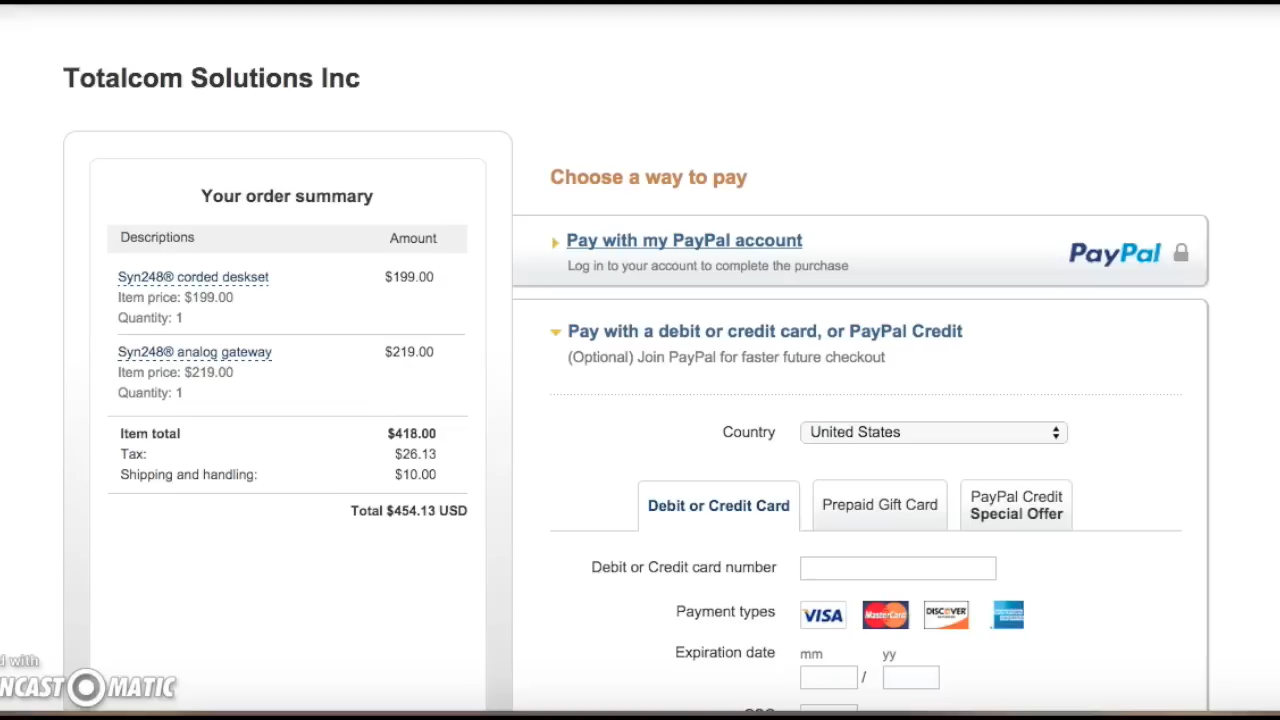 Totalcom Solutions Inc
Your order summary
Descriptions Amount
Syn248® corded deskset $199.00
Item price: $199.00
Quantity: 1
Syn248® analog gateway $219.00
Item price: $219.00
Quantity: 1
Item total $418.00
Tax: $26.13
Shipping and handling: $10.00
Total $454.13 USD
Choose a way to pay
Pay with my PayPal account
Log in to your account to complete the purchase
PayPal
Pay with a debit or credit card, or PayPal Credit
(Optional) Join PayPal for faster future checkout
Country United States
Debit or Credit Card
Prepaid Gift Card
PayPal Credit
Special Offer
Debit or Credit card number
Payment types VISA MasterCard DISCOVER
Expiration date mm yy
/
d with
NCAST MATIC